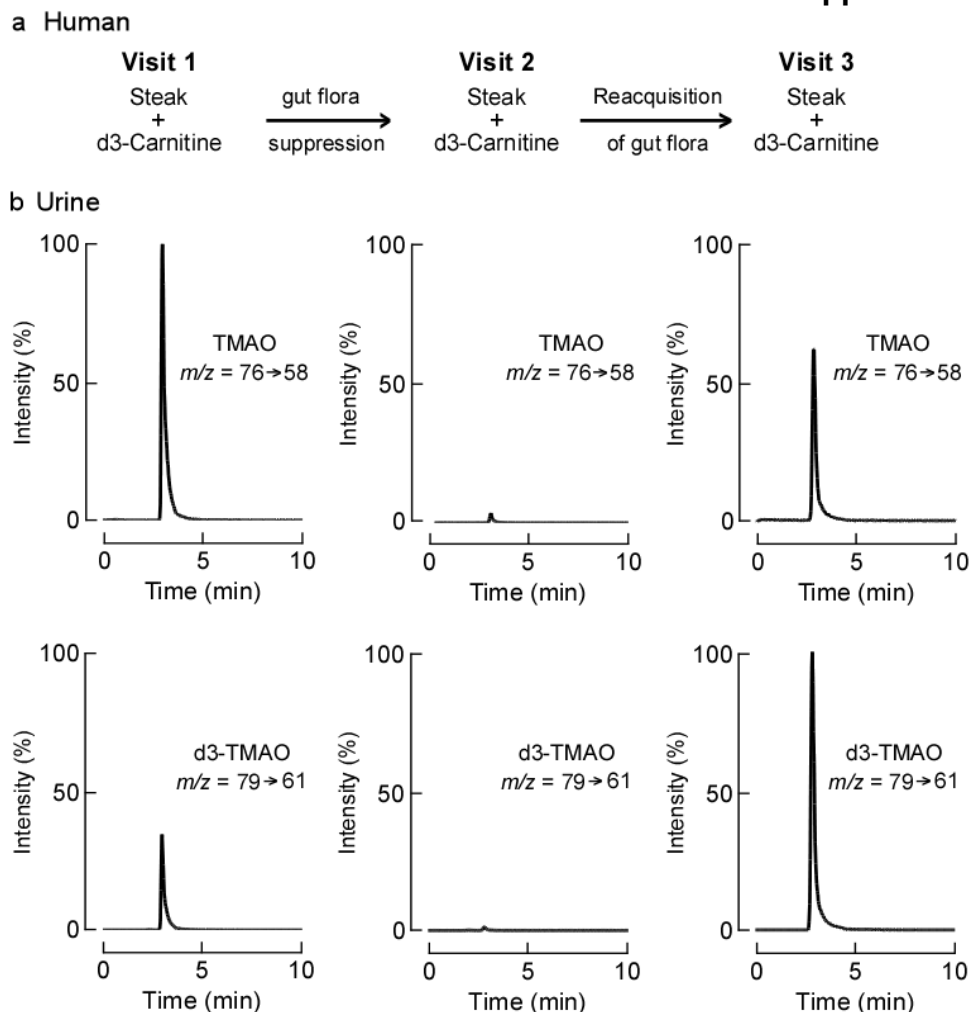 a Human
Visit 1
Steak
+
d3-Carnitine
gut flora
suppression
Visit 2
Steak
+
d3-Carnitine
Reacquisition
of gut flora
Visit 3
Steak
+
d3-Carnitine
b Urine
Intensity (%)
100
50
0
TMAO
m/z = 76→58
0 5 10
Time (min)
Intensity (%)
100
50
0
TMAO
m/z = 76→58
0 5 10
Time (min)
Intensity (%)
100
50
0
TMAO
m/z = 76→58
0 5 10
Time (min)
Intensity (%)
100
50
0
d3-TMAO
m/z = 79→61
0 5 10
Time (min)
Intensity (%)
100
50
0
d3-TMAO
m/z = 79→61
0 5 10
Time (min)
Intensity (%)
100
50
0
d3-TMAO
m/z = 79→61
0 5 10
Time (min)